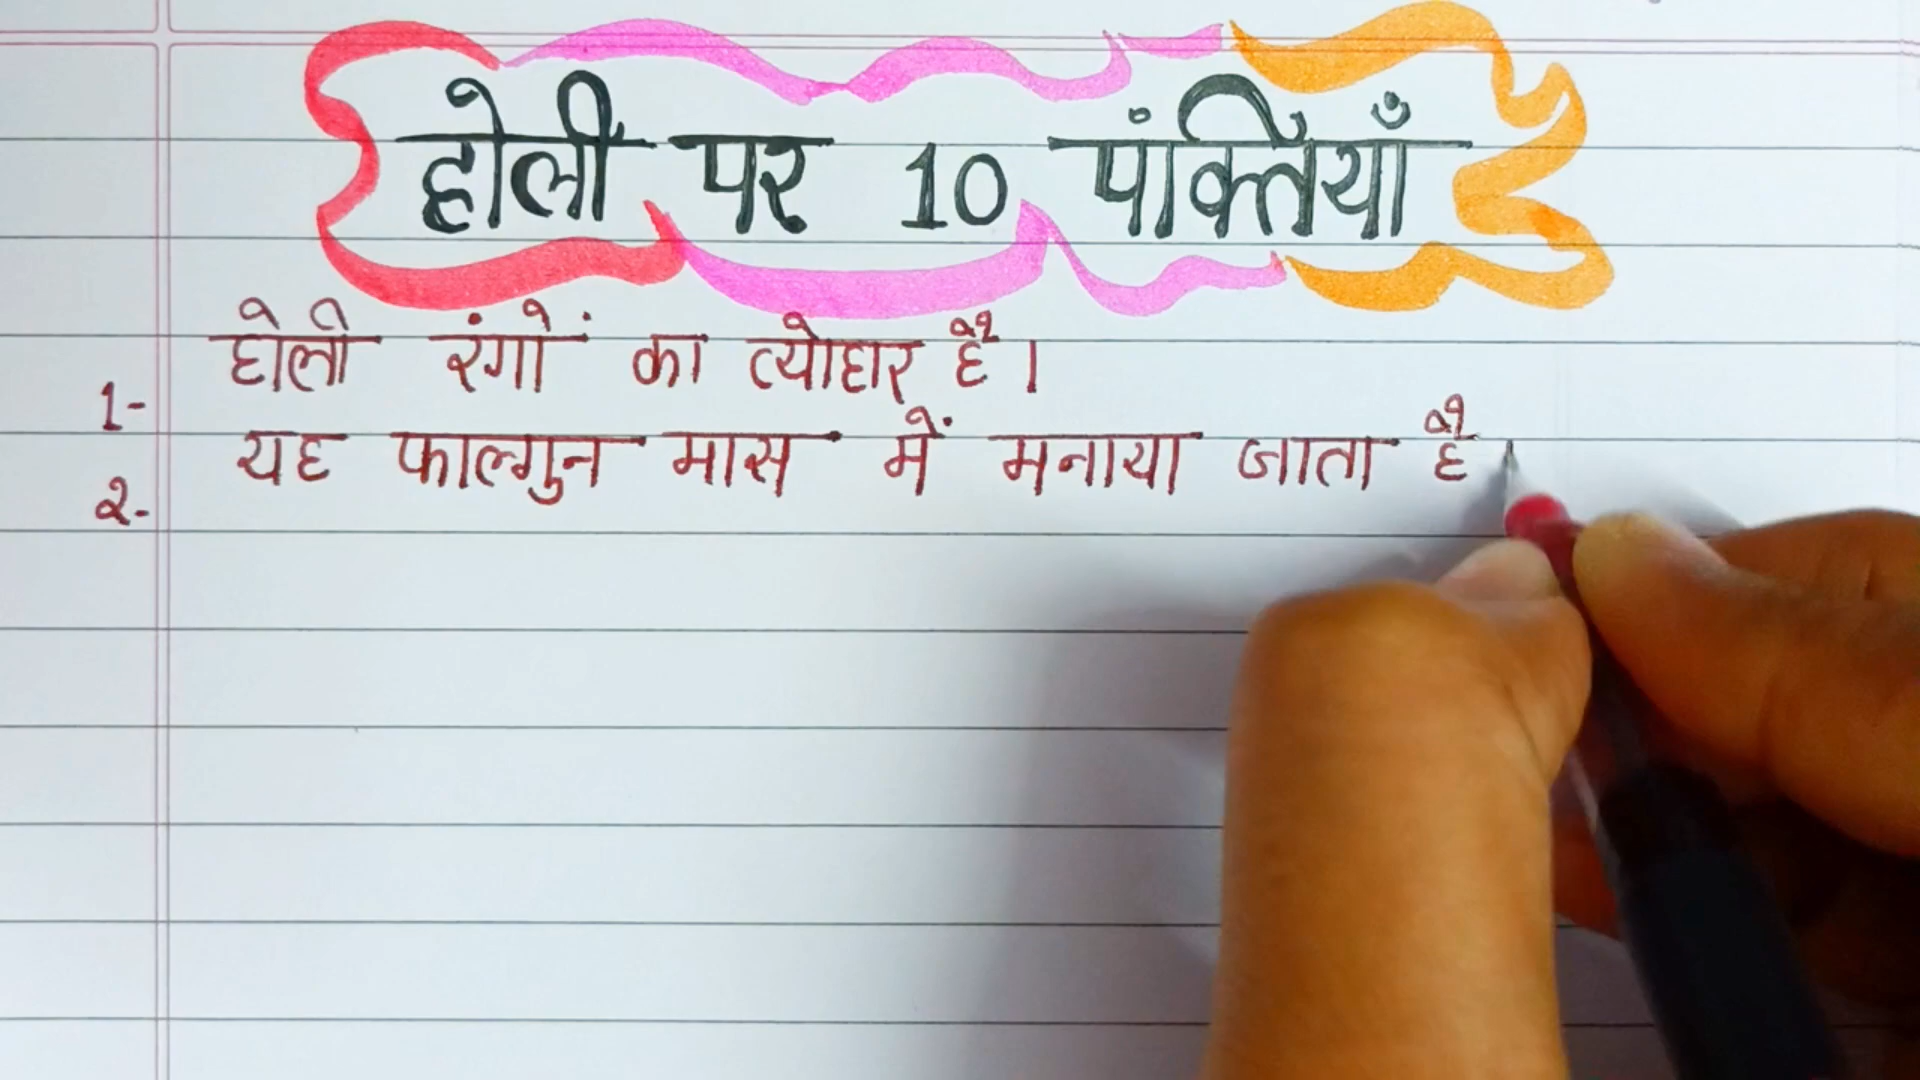 होली पर 10 पंक्तियाँ
1- होली रंगों का त्योहार है।
2- यह फाल्गुन मास में मनाया जाता है।